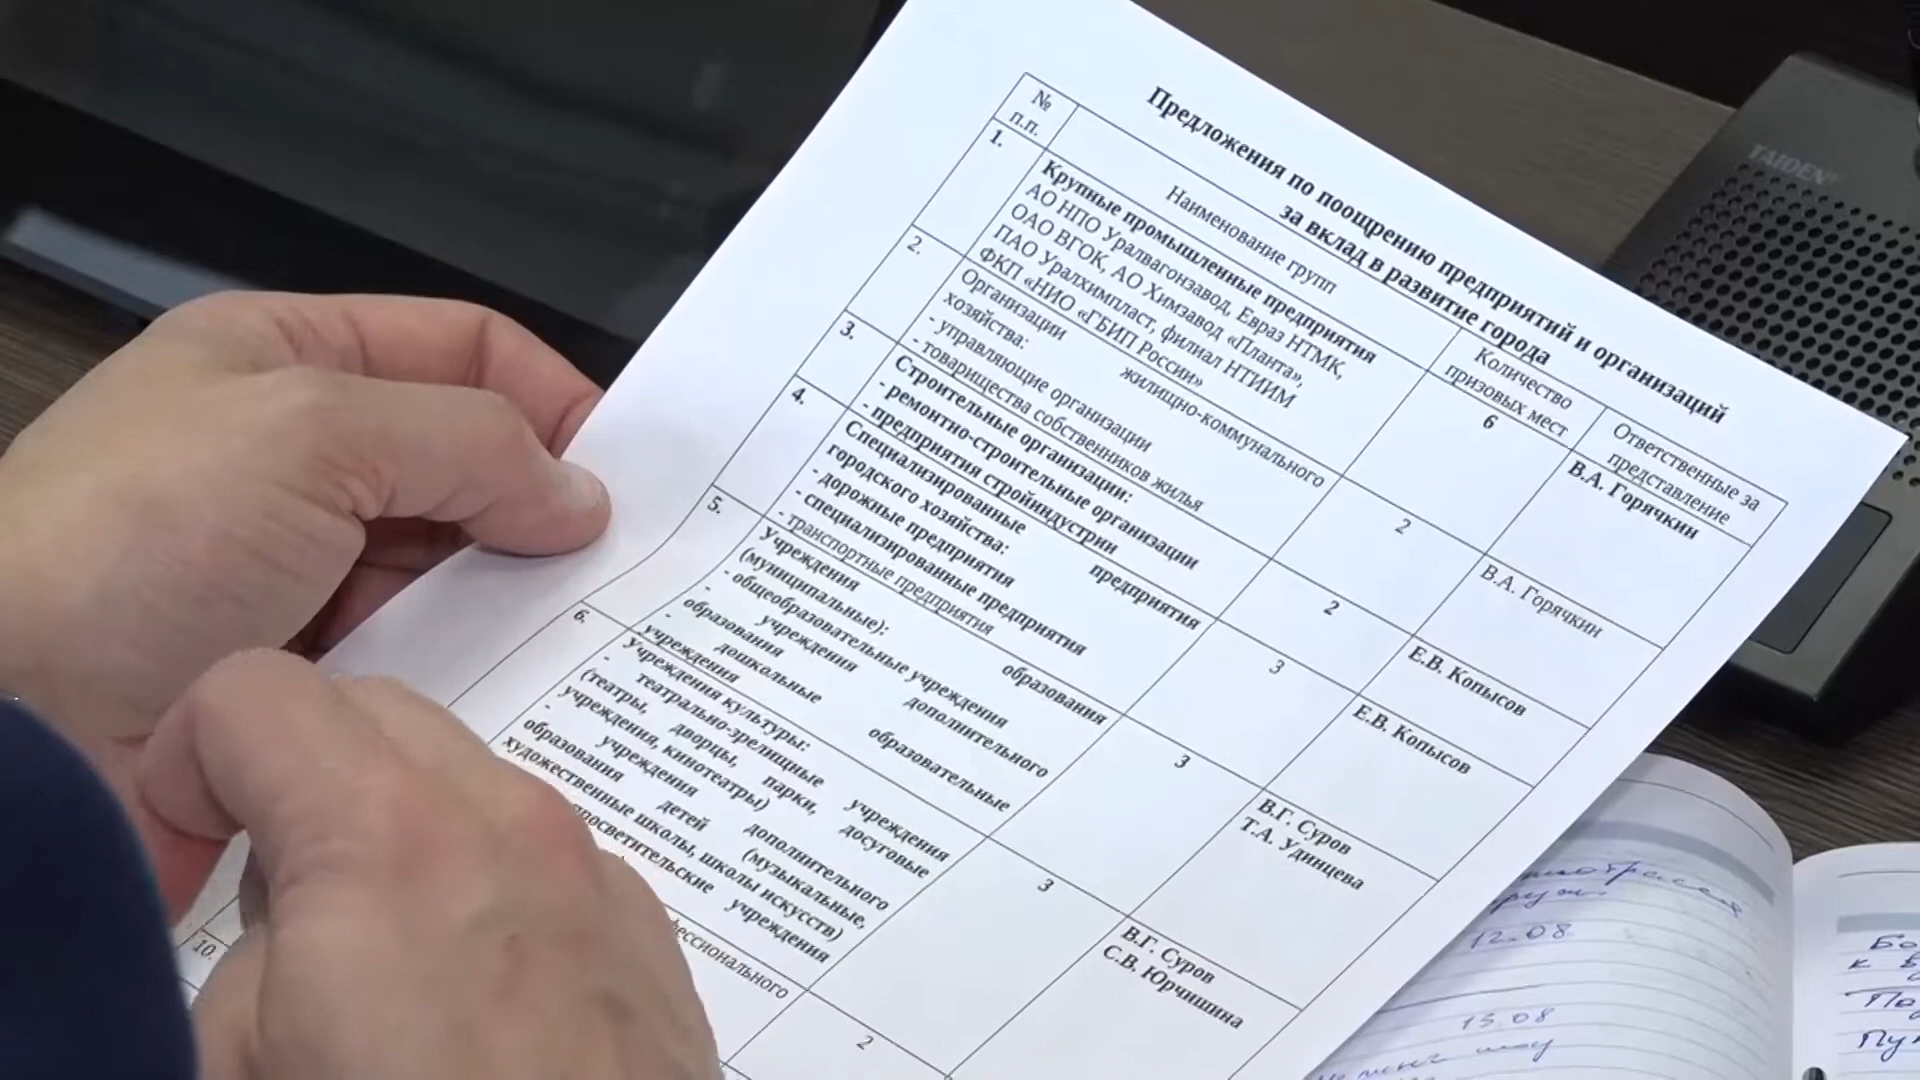 Предложения по поощрению предприятий и организаций
за вклад в развитие города
№
п.п.
Наименование групп
Количество
призовых мест
Ответственные за
представление
1.
Крупные промышленные предприятия
АО НПО Уралвагонзавод, Евраз НТМК,
ОАО ВГОК, АО Химзавод «Планта»,
ПАО Уралхимпласт, филиал НТИИМ
ФКП «НИО «ГБИП России»
6
В.А. Горячкин
2.
Организации жилищно-коммунального
хозяйства:
- управляющие организации
- товарищества собственников жилья
2
В.А. Горячкин
3.
Строительные организации:
- ремонтно-строительные организации
- предприятия стройиндустрии
2
Е.В. Копысов
4.
Специализированные предприятия
городского хозяйства:
- дорожные предприятия
- специализированные предприятия
- транспортные предприятия
3
Е.В. Копысов
5.
Учреждения образования
(муниципальные):
- общеобразовательные учреждения
- учреждения дополнительного
образования
- дошкольные образовательные
учреждения
3
В.Г. Суров
Т.А. Удинцева
6.
Учреждения культуры:
- театрально-зрелищные учреждения
(театры, дворцы, парки, досуговые
учреждения, кинотеатры)
- учреждения дополнительного
образования детей (музыкальные,
художественные школы, школы искусств)
просветительские учреждения
3
В.Г. Суров
С.В. Юрчишина
2
10.
TAIDEN
12.08
13.08